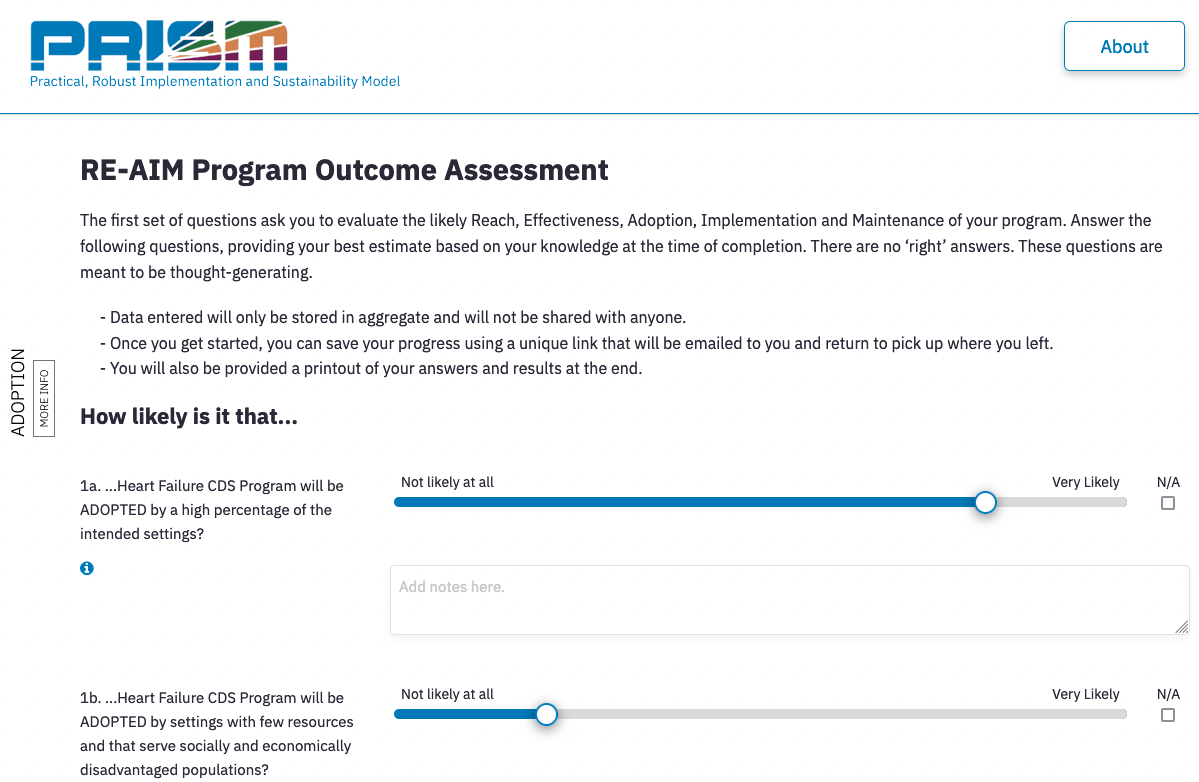 PRISM
Practical, Robust Implementation and Sustainability Model
About
RE-AIM Program Outcome Assessment
The first set of questions ask you to evaluate the likely Reach, Effectiveness, Adoption, Implementation and Maintenance of your program. Answer the
following questions, providing your best estimate based on your knowledge at the time of completion. There are no ‘right’ answers. These questions are
meant to be thought-generating.
- Data entered will only be stored in aggregate and will not be shared with anyone.
- Once you get started, you can save your progress using a unique link that will be emailed to you and return to pick up where you left.
- You will also be provided a printout of your answers and results at the end.
ADOPTION
MORE INFO
How likely is it that...
1a. ...Heart Failure CDS Program will be
ADOPTED by a high percentage of the
intended settings?
Not likely at all
Very Likely
N/A
Add notes here.
1b. ...Heart Failure CDS Program will be
ADOPTED by settings with few resources
and that serve socially and economically
disadvantaged populations?
Not likely at all
Very Likely
N/A